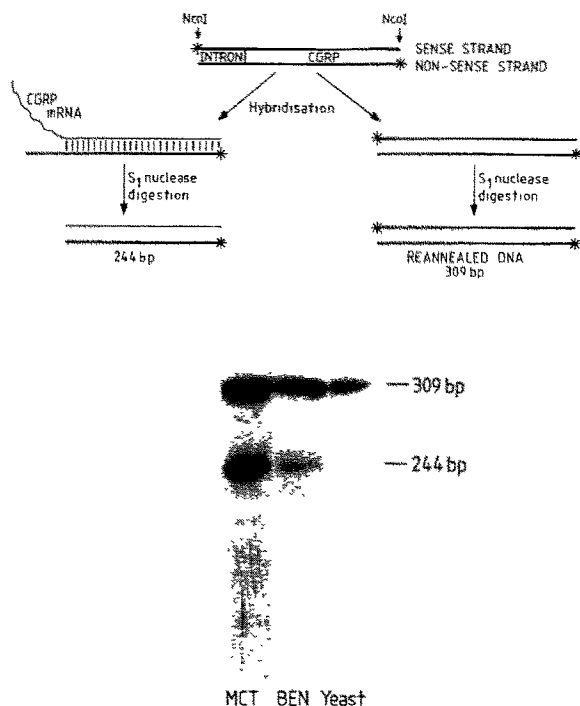 NcoI NcoI
SENSE STRAND
INTRON CGRP NON-SENSE STRAND
CGRP
mRNA
Hybridisation
S1 nuclease
digestion
S1 nuclease
digestion
244 bp
REANNEALED DNA
309 bp
309 bp
244 bp
MCT BEN Yeast